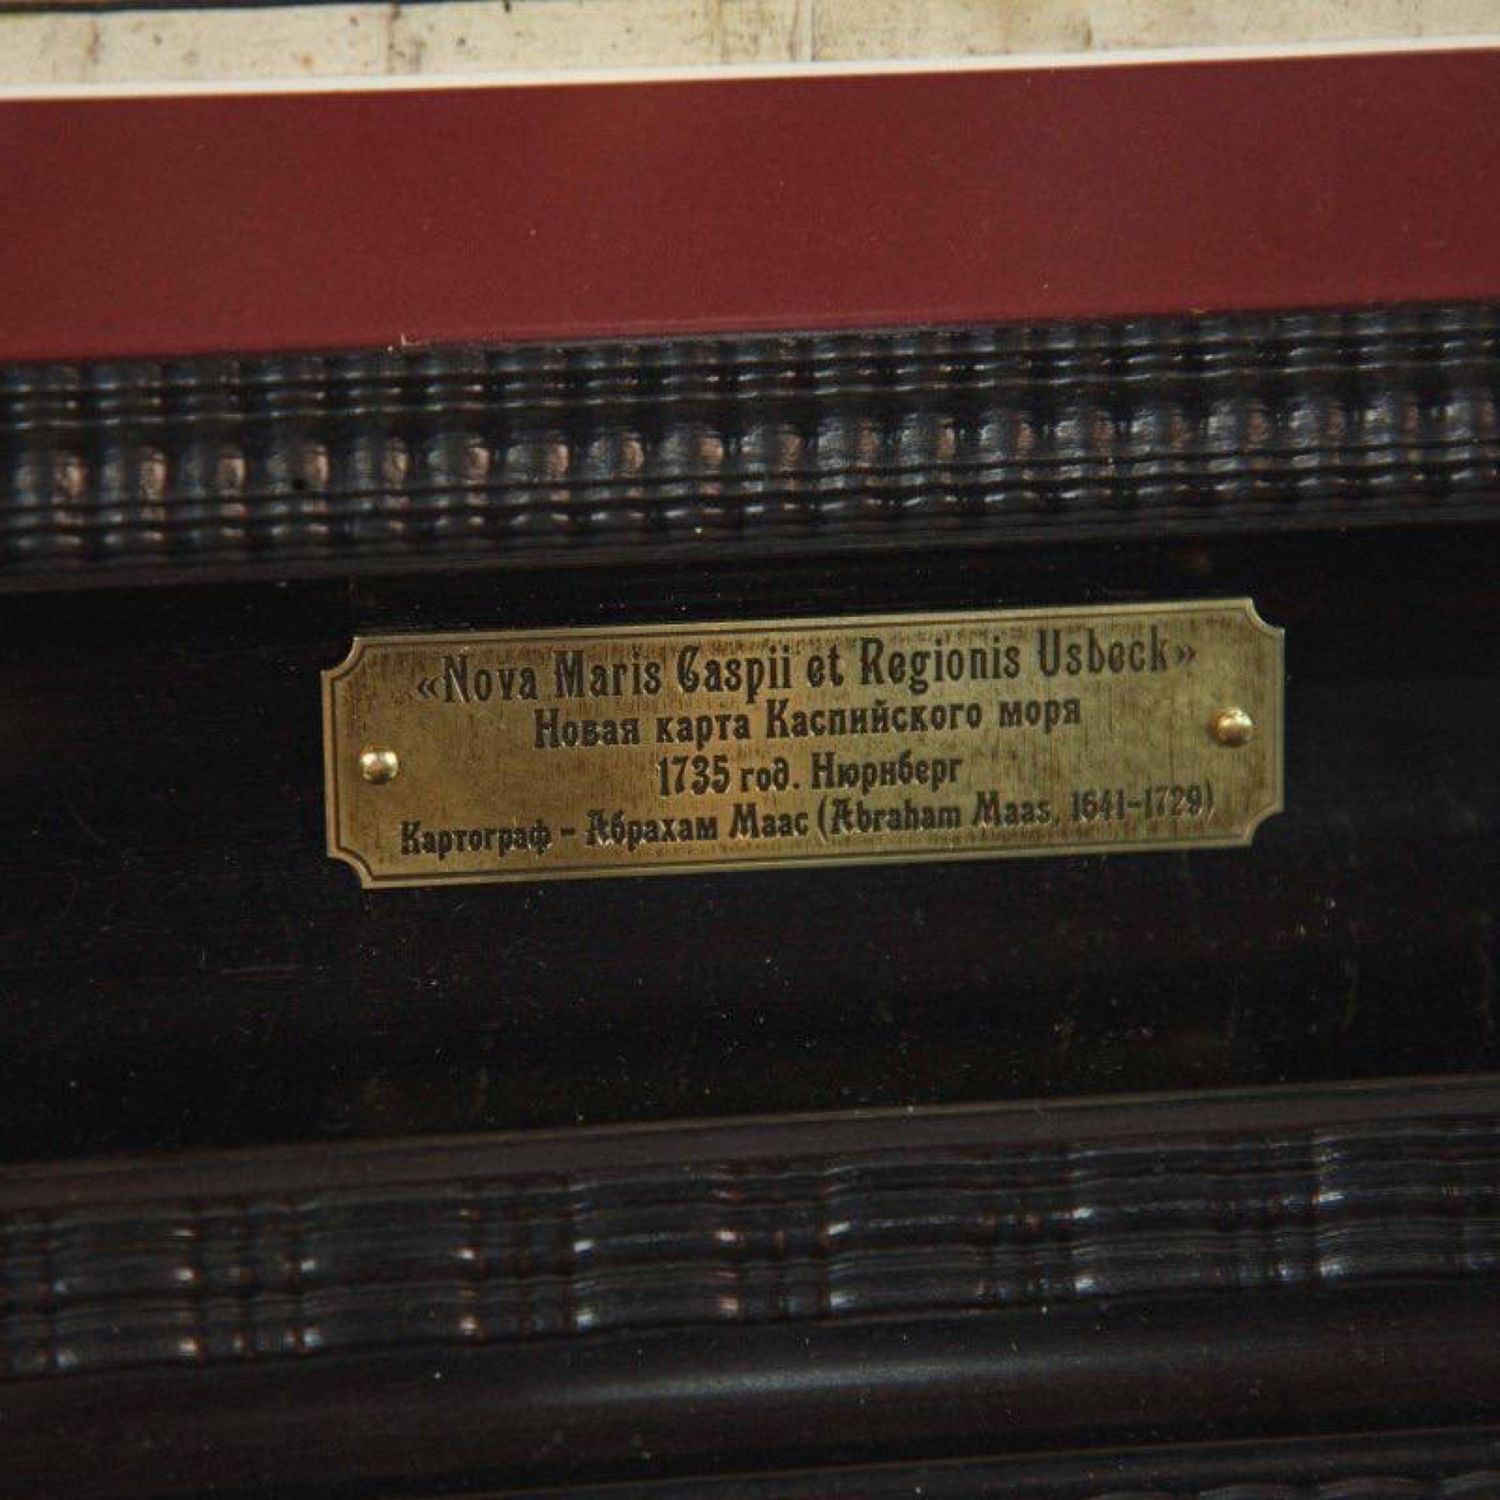 «Nova Maris Caspii et Regionis Usbeck»
Новая карта Каспийского моря
1735 год. Нюрнберг
Картограф – Абрахам Маас (Abraham Maas, 1641–1729)